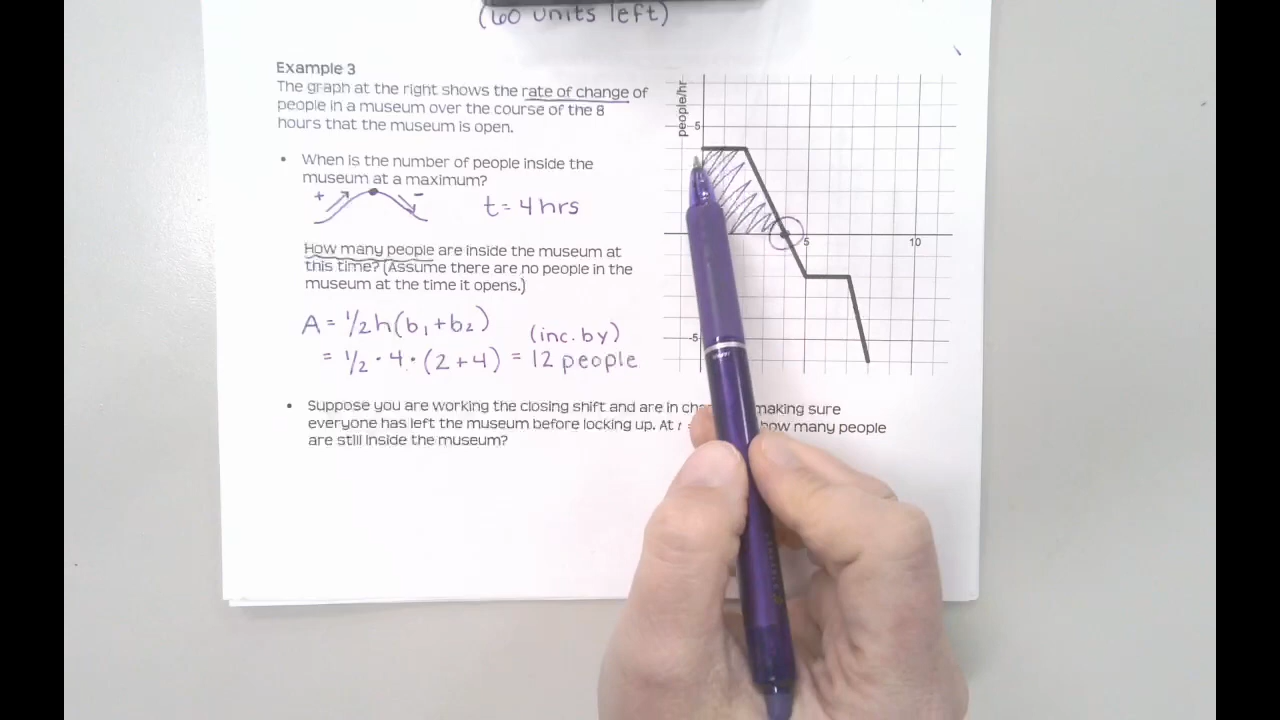 (60 units left)
Example 3
The graph at the right shows the rate of change of
people in a museum over the course of the 8
hours that the museum is open.
• When is the number of people inside the
museum at a maximum?
+ −
t = 4 hrs
How many people are inside the museum at
this time? (Assume there are no people in the
museum at the time it opens.)
A = 1/2 h(b1 + b2)
(inc. by)
= 1/2 · 4 · (2 + 4) = 12 people
• Suppose you are working the closing shift and are in making sure
everyone has left the museum before locking up. At t how many people
are still inside the museum?
people/hr
5
5
10
-5